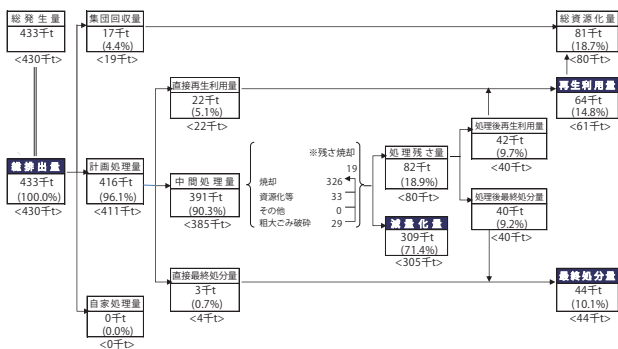 総発生量
433千t
<430千t>
総排出量
433千t
(100.0%)
<430千t>
集団回収量
17千t
(4.4%)
<19千t>
計画処理量
416千t
(96.1%)
<411千t>
自家処理量
0千t
(0.0%)
<0千t>
直接再生利用量
22千t
(5.1%)
<22千t>
中間処理量
391千t
(90.3%)
<385千t>
直接最終処分量
3千t
(0.7%)
<4千t>
※残さ焼却
19
焼却 326
資源化等 33
その他 0
粗大ごみ破砕 29
処理残さ量
82千t
(18.9%)
<80千t>
減量化量
309千t
(71.4%)
<305千t>
処理後再生利用量
42千t
(9.7%)
<40千t>
処理後最終処分量
40千t
(9.2%)
<40千t>
総資源化量
81千t
(18.7%)
<80千t>
再生利用量
64千t
(14.8%)
<61千t>
最終処分量
44千t
(10.1%)
<44千t>